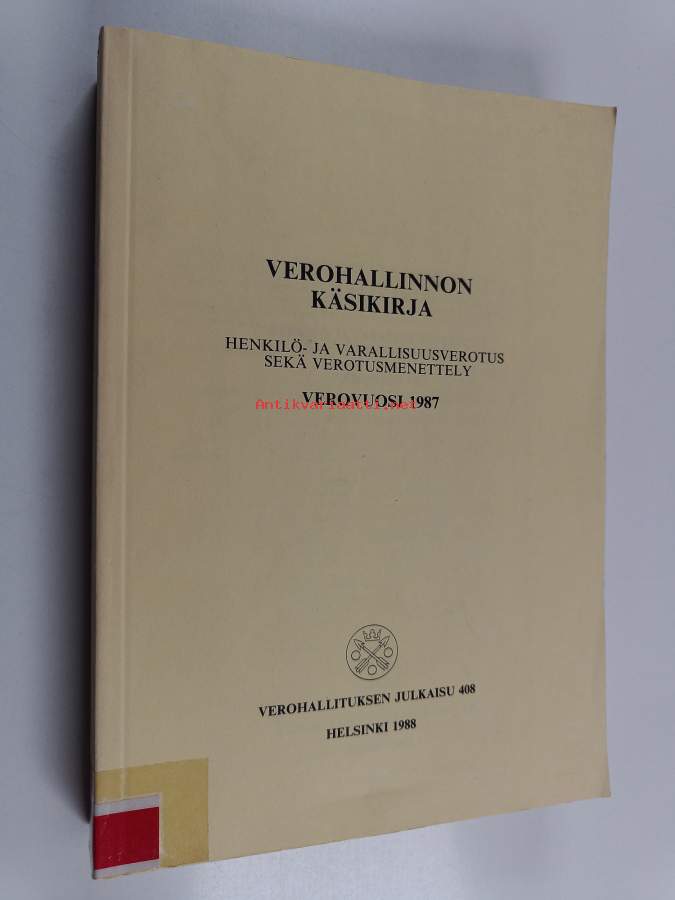 VEROHALLINNON
KÄSIKIRJA
HENKILÖ- JA VARALLISUUSVEROTUS
SEKÄ VEROTUSMENETTELY
VEROVUOSI 1987
Antikvariaatti.net
VEROHALLITUKSEN JULKAISU 408
HELSINKI 1988